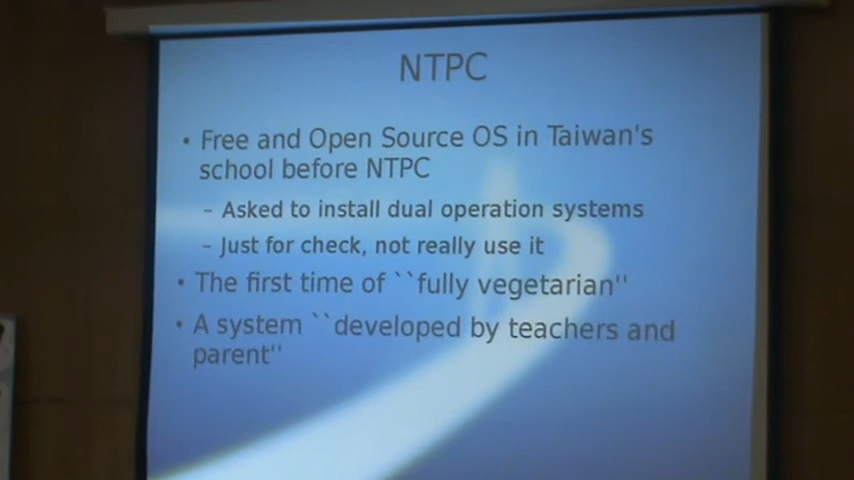 NTPC
• Free and Open Source OS in Taiwan's
school before NTPC
– Asked to install dual operation systems
– Just for check, not really use it
• The first time of ``fully vegetarian''
• A system ``developed by teachers and
parent''